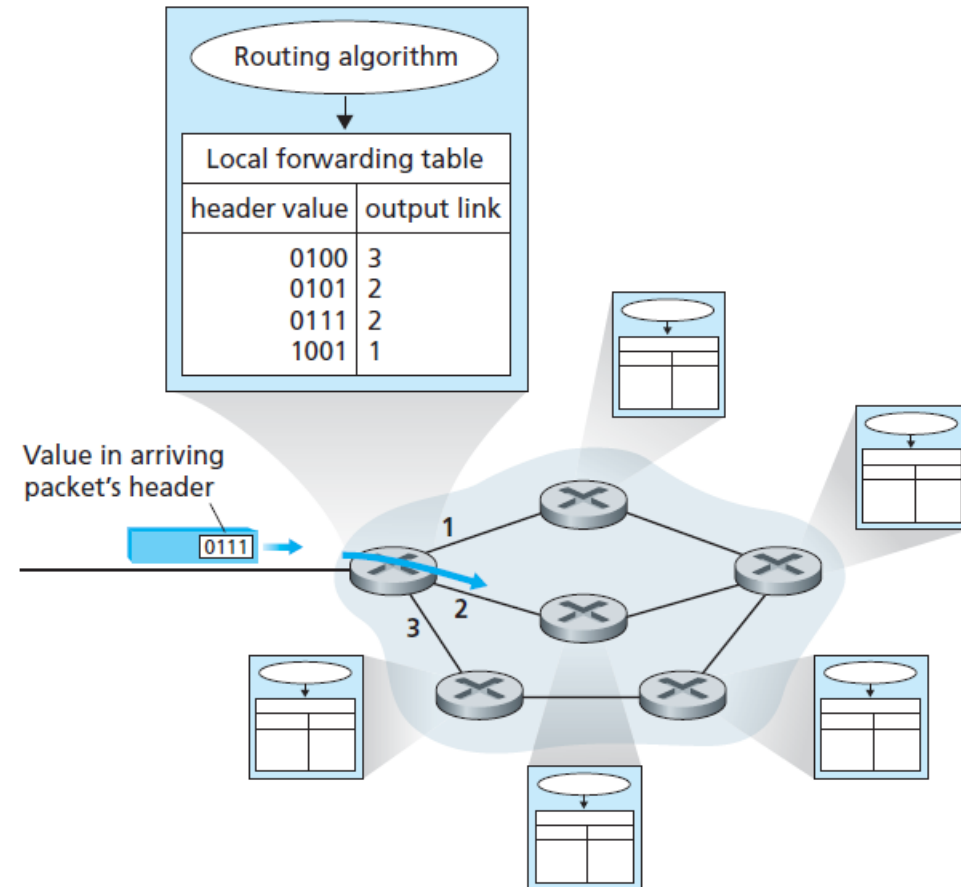 Routing algorithm
Local forwarding table
header value output link
0100 3
0101 2
0111 2
1001 1
Value in arriving
packet's header
0111
1
2
3